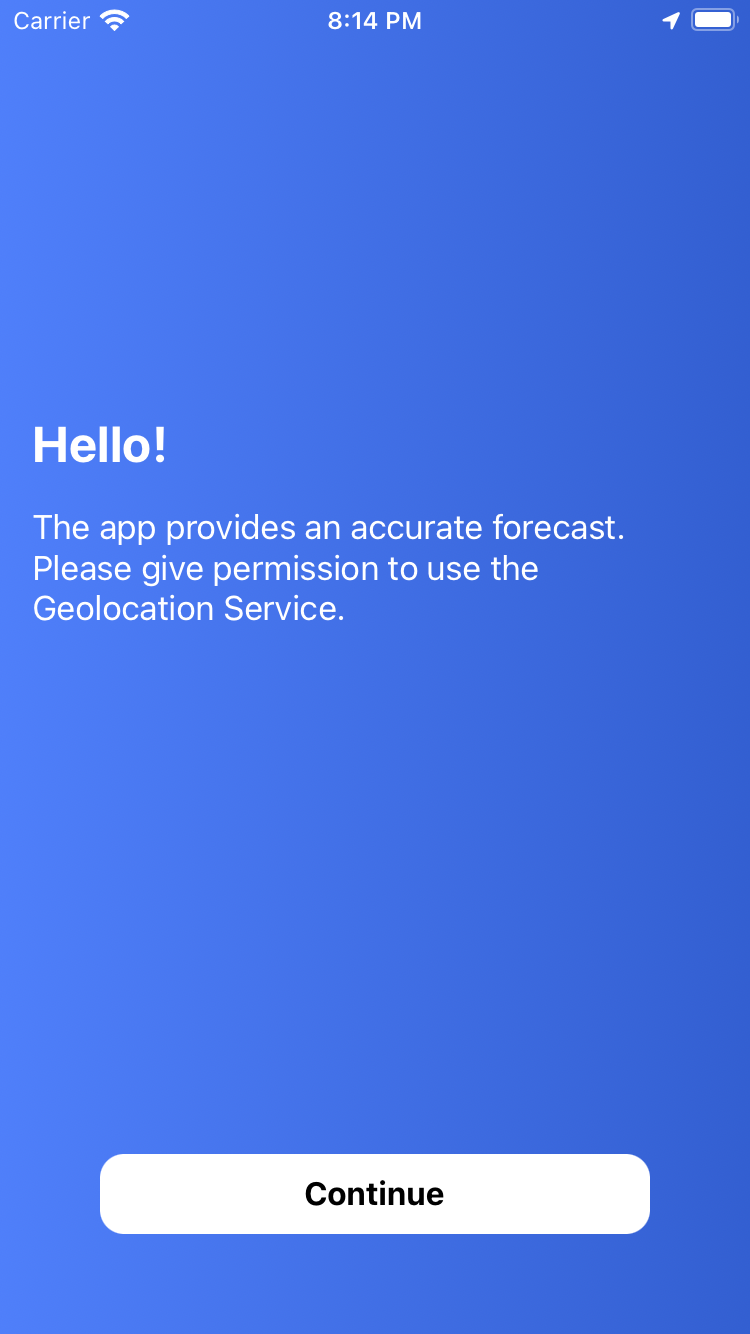 Carrier 8:14 PM
Hello!
The app provides an accurate forecast.
Please give permission to use the
Geolocation Service.
Continue